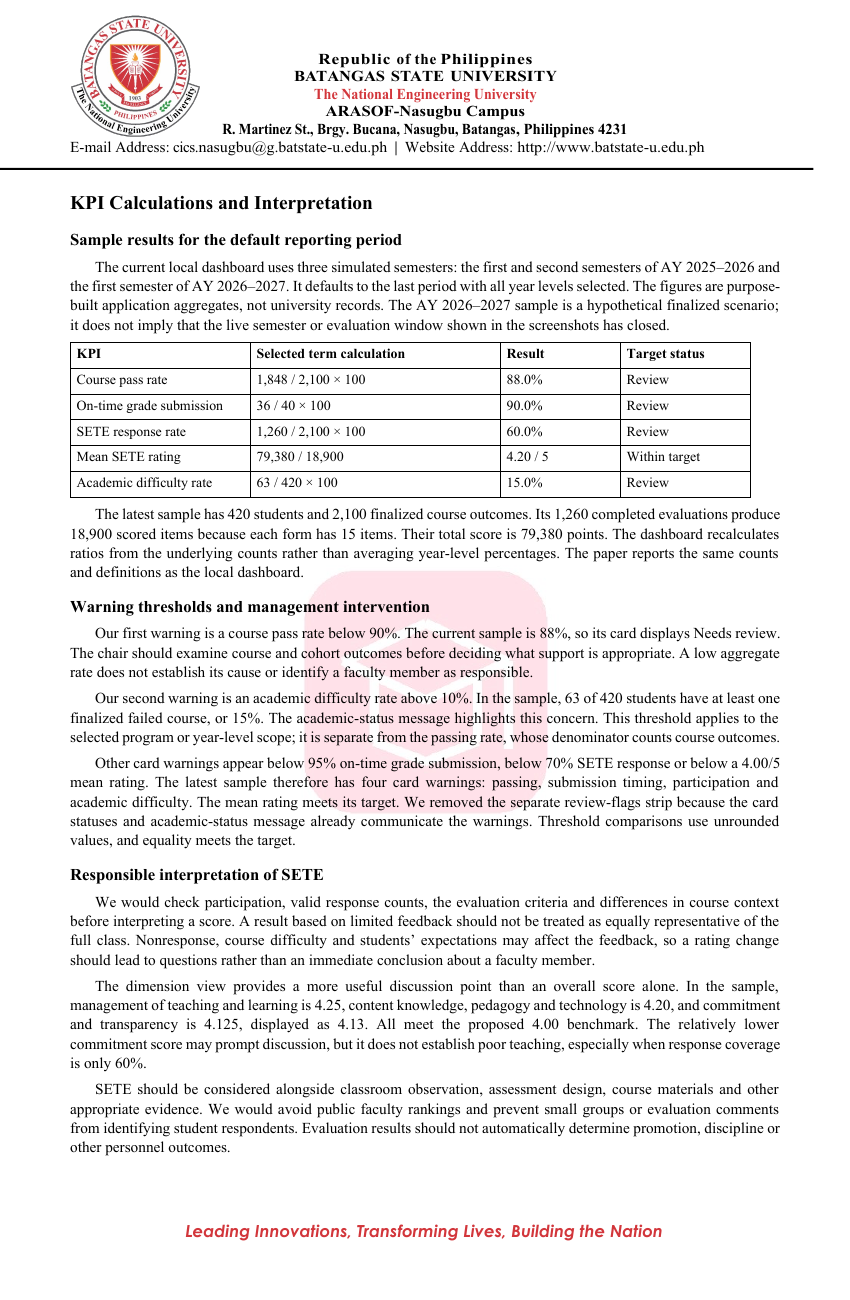 BATANGAS STATE UNIVERSITY
The National Engineering University
1903
PHILIPPINES
Republic of the Philippines
BATANGAS STATE UNIVERSITY
The National Engineering University
ARASOF-Nasugbu Campus
R. Martinez St., Brgy. Bucana, Nasugbu, Batangas, Philippines 4231
E-mail Address: cics.nasugbu@g.batstate-u.edu.ph | Website Address: http://www.batstate-u.edu.ph
KPI Calculations and Interpretation
Sample results for the default reporting period
The current local dashboard uses three simulated semesters: the first and second semesters of AY 2025–2026 and
the first semester of AY 2026–2027. It defaults to the last period with all year levels selected. The figures are purpose-
built application aggregates, not university records. The AY 2026–2027 sample is a hypothetical finalized scenario;
it does not imply that the live semester or evaluation window shown in the screenshots has closed.
KPI Selected term calculation Result Target status
Course pass rate 1,848 / 2,100 × 100 88.0% Review
On-time grade submission 36 / 40 × 100 90.0% Review
SETE response rate 1,260 / 2,100 × 100 60.0% Review
Mean SETE rating 79,380 / 18,900 4.20 / 5 Within target
Academic difficulty rate 63 / 420 × 100 15.0% Review
The latest sample has 420 students and 2,100 finalized course outcomes. Its 1,260 completed evaluations produce
18,900 scored items because each form has 15 items. Their total score is 79,380 points. The dashboard recalculates
ratios from the underlying counts rather than averaging year-level percentages. The paper reports the same counts
and definitions as the local dashboard.
Warning thresholds and management intervention
Our first warning is a course pass rate below 90%. The current sample is 88%, so its card displays Needs review.
The chair should examine course and cohort outcomes before deciding what support is appropriate. A low aggregate
rate does not establish its cause or identify a faculty member as responsible.
Our second warning is an academic difficulty rate above 10%. In the sample, 63 of 420 students have at least one
finalized failed course, or 15%. The academic-status message highlights this concern. This threshold applies to the
selected program or year-level scope; it is separate from the passing rate, whose denominator counts course outcomes.
Other card warnings appear below 95% on-time grade submission, below 70% SETE response or below a 4.00/5
mean rating. The latest sample therefore has four card warnings: passing, submission timing, participation and
academic difficulty. The mean rating meets its target. We removed the separate review-flags strip because the card
statuses and academic-status message already communicate the warnings. Threshold comparisons use unrounded
values, and equality meets the target.
Responsible interpretation of SETE
We would check participation, valid response counts, the evaluation criteria and differences in course context
before interpreting a score. A result based on limited feedback should not be treated as equally representative of the
full class. Nonresponse, course difficulty and students’ expectations may affect the feedback, so a rating change
should lead to questions rather than an immediate conclusion about a faculty member.
The dimension view provides a more useful discussion point than an overall score alone. In the sample,
management of teaching and learning is 4.25, content knowledge, pedagogy and technology is 4.20, and commitment
and transparency is 4.125, displayed as 4.13. All meet the proposed 4.00 benchmark. The relatively lower
commitment score may prompt discussion, but it does not establish poor teaching, especially when response coverage
is only 60%.
SETE should be considered alongside classroom observation, assessment design, course materials and other
appropriate evidence. We would avoid public faculty rankings and prevent small groups or evaluation comments
from identifying student respondents. Evaluation results should not automatically determine promotion, discipline or
other personnel outcomes.
Leading Innovations, Transforming Lives, Building the Nation